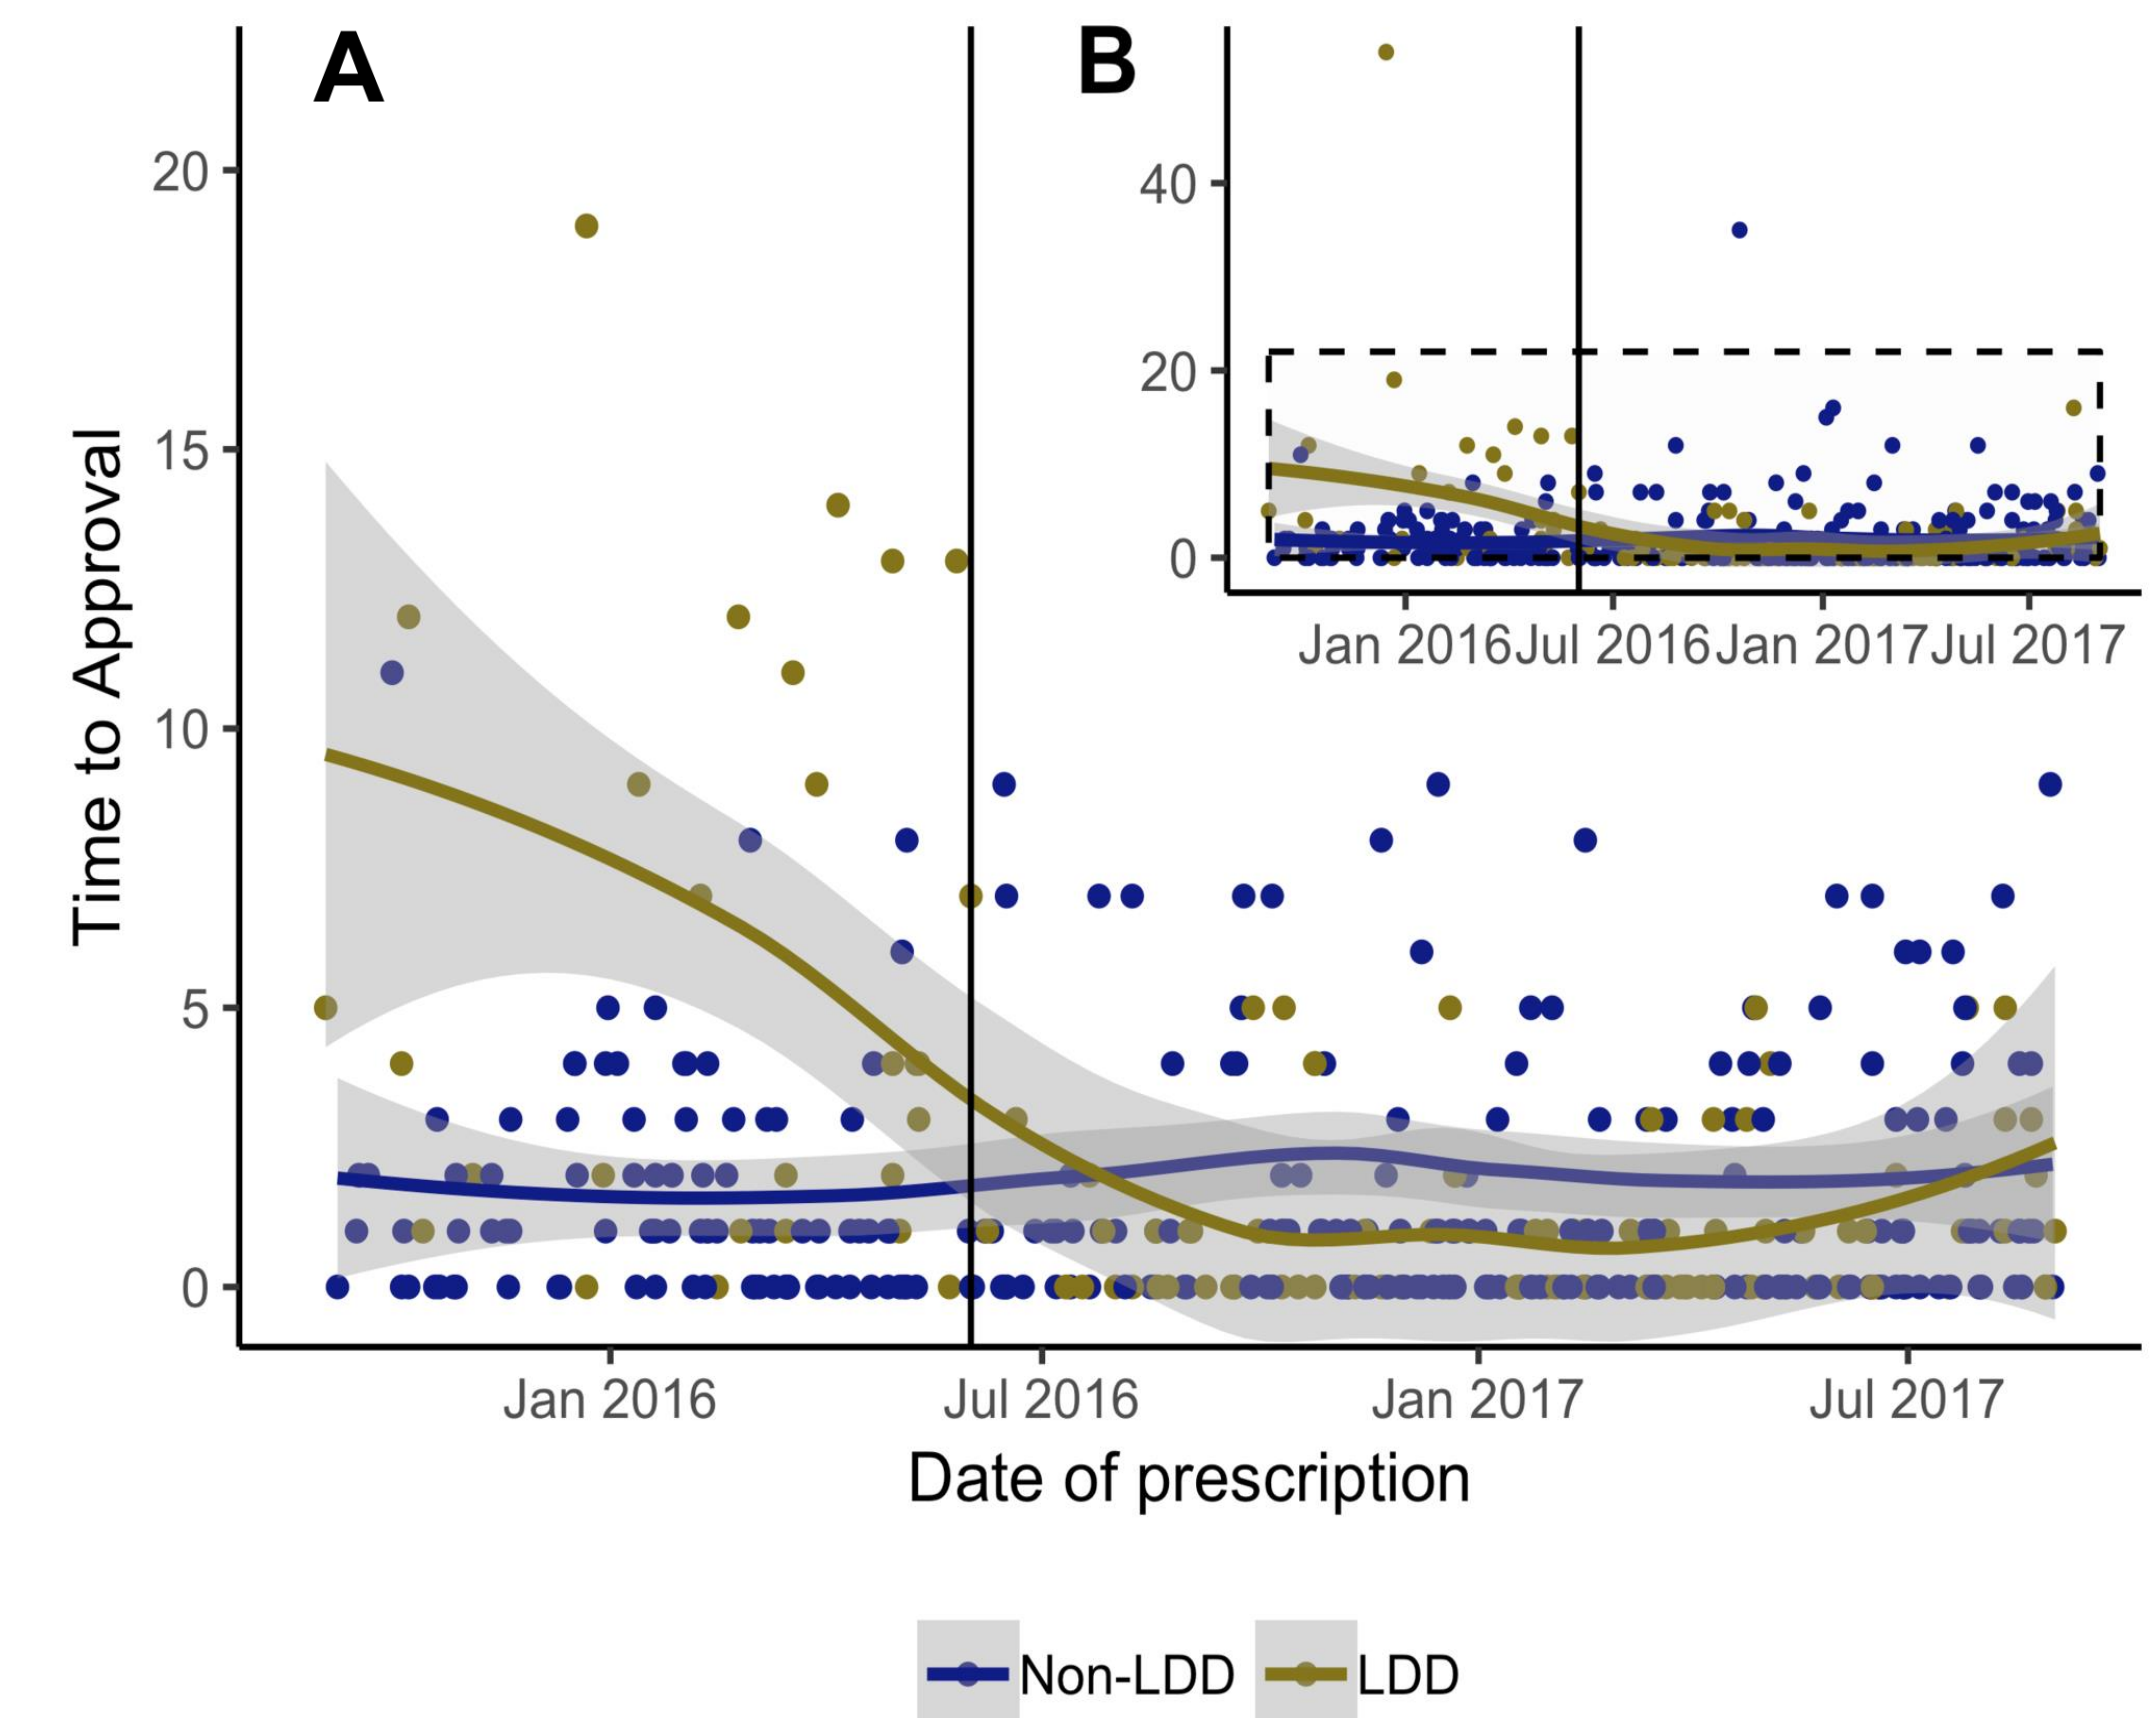 A
B
20
15
10
5
0
Time to Approval
40
20
0
Jan 2016 Jul 2016 Jan 2017 Jul 2017
Jan 2016 Jul 2016 Jan 2017 Jul 2017
Date of prescription
Non-LDD LDD